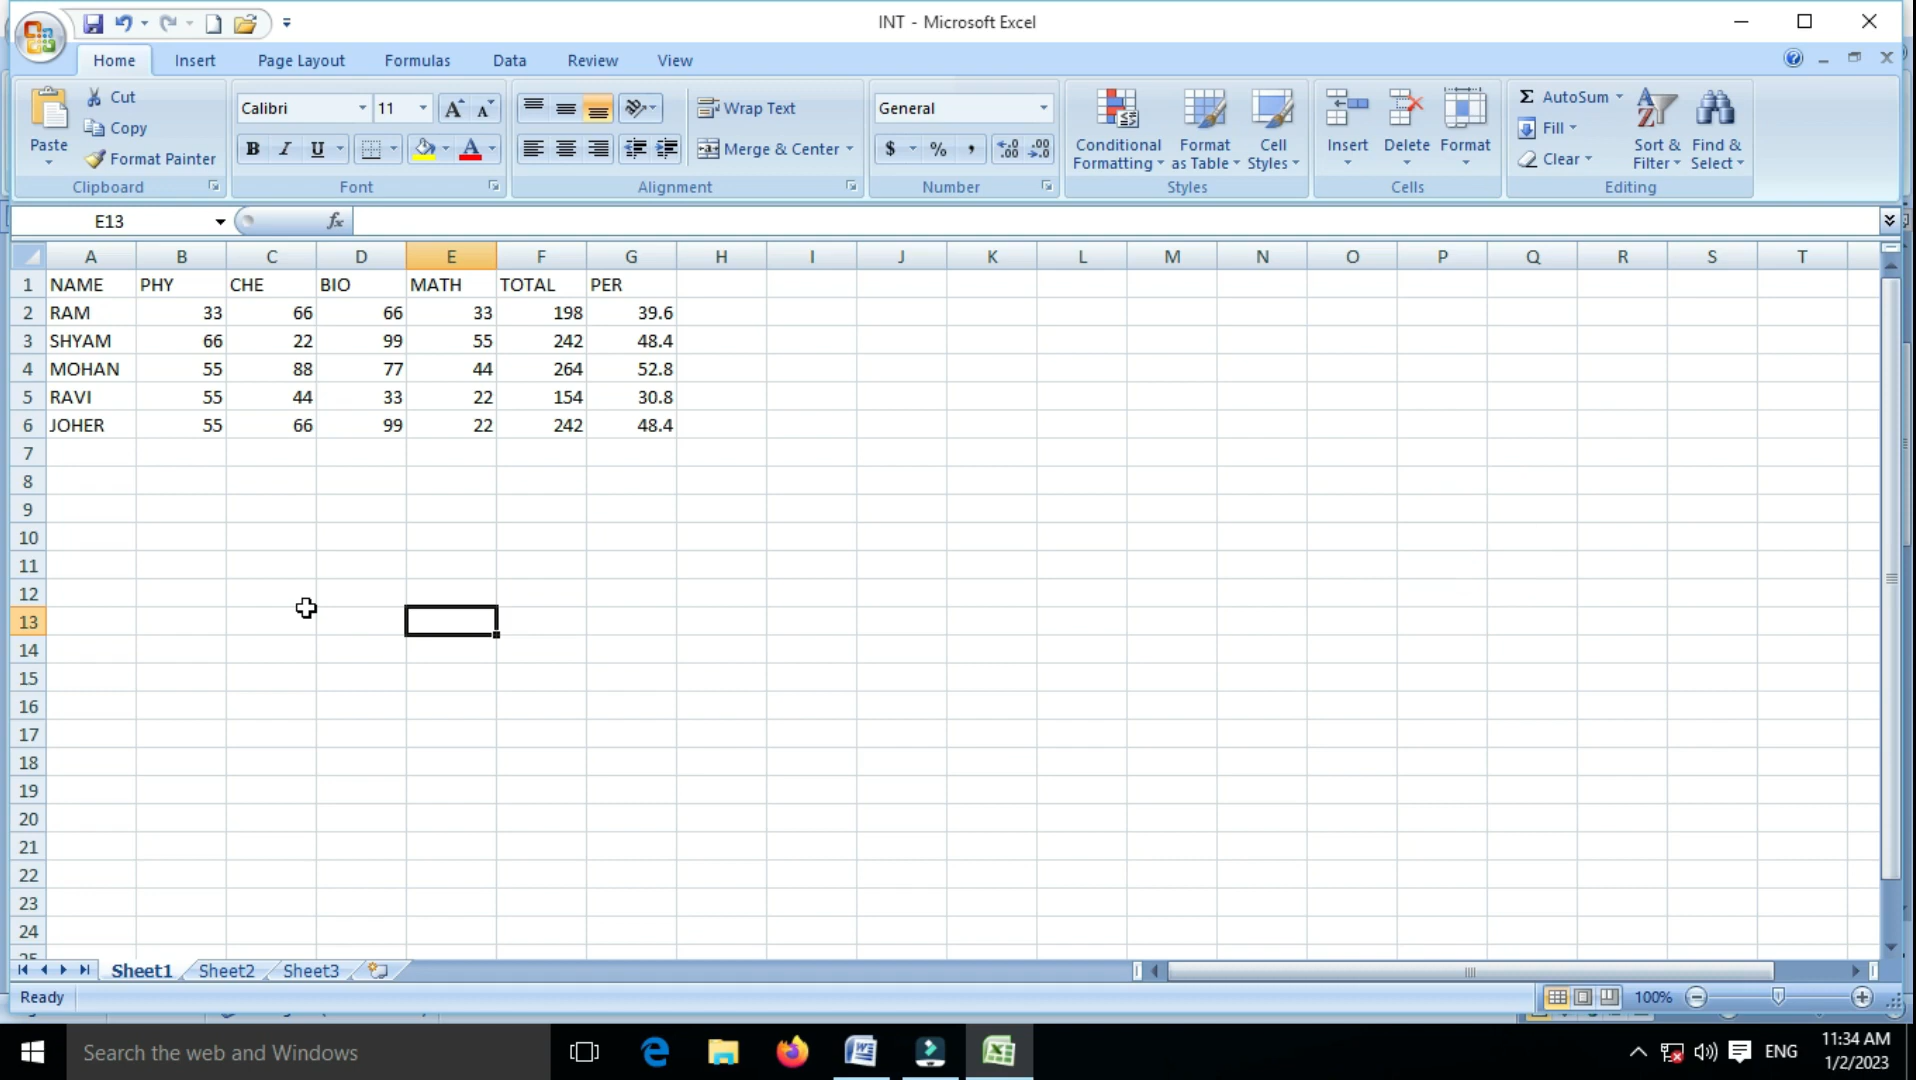 INT - Microsoft Excel
Home Insert Page Layout Formulas Data Review View
Paste
Cut
Copy
Format Painter
Clipboard
Calibri 11
B I U
Font
Wrap Text
Merge & Center
Alignment
General
$ % ,
Number
Conditional Formatting
Format as Table
Cell Styles
Styles
Insert Delete Format
Cells
Σ AutoSum
Fill
Clear
Sort & Filter
Find & Select
Editing
E13 fx
A B C D E F G H I J K L M N O P Q R S T
1 NAME PHY CHE BIO MATH TOTAL PER
2 RAM 33 66 66 33 198 39.6
3 SHYAM 66 22 99 55 242 48.4
4 MOHAN 55 88 77 44 264 52.8
5 RAVI 55 44 33 22 154 30.8
6 JOHER 55 66 99 22 242 48.4
7
8
9
10
11
12
13
14
15
16
17
18
19
20
21
22
23
24
25
Sheet1 Sheet2 Sheet3
Ready 100%
Search the web and Windows
ENG
11:34 AM
1/2/2023